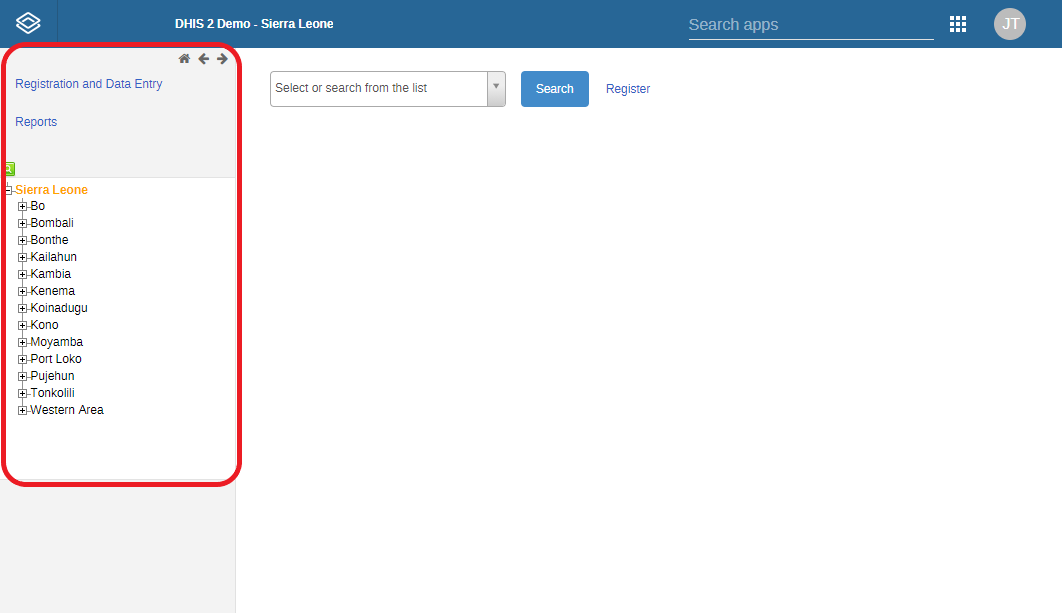 DHIS 2 Demo - Sierra Leone
Search apps
JT
Registration and Data Entry
Reports
Select or search from the list
Search
Register
Sierra Leone
Bo
Bombali
Bonthe
Kailahun
Kambia
Kenema
Koinadugu
Kono
Moyamba
Port Loko
Pujehun
Tonkolili
Western Area